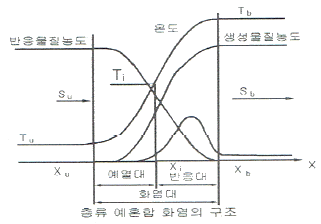 T_b
온도
반응물질농도
생성물질농도
T_i
S_u
S_b
T_u
X_u
X_i
X_b
X
예열대
반응대
화염대
층류 예혼합 화염의 구조